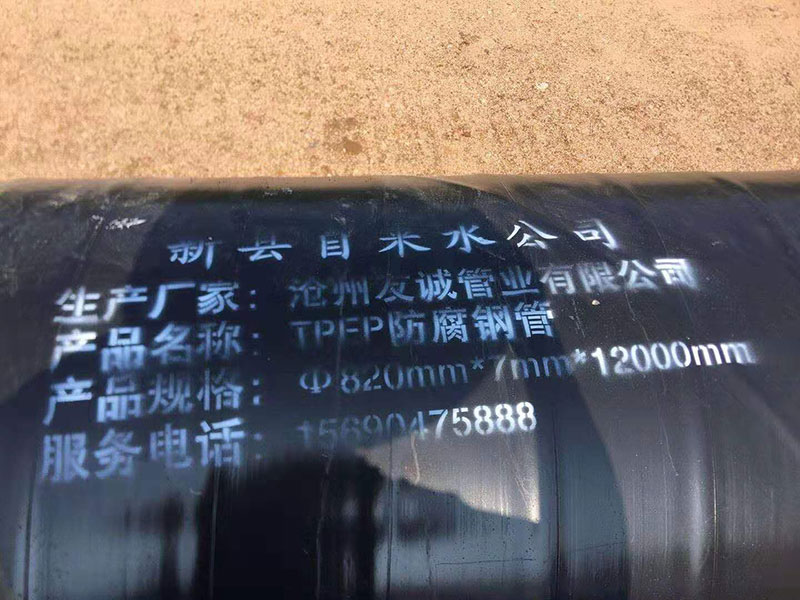 新县自来水公司
生产厂家：沧州友诚管业有限公司
产品名称：TPEP防腐钢管
产品规格：Φ820mm*7mm*12000mm
服务电话：15690475888